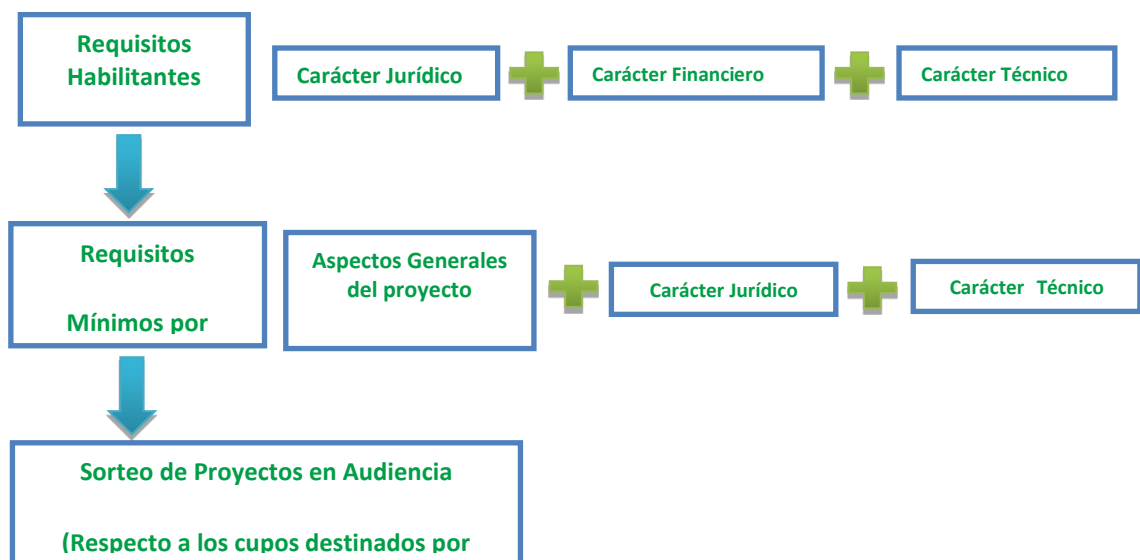 Requisitos
Habilitantes
Carácter Jurídico
Carácter Financiero
Carácter Técnico
Requisitos
Mínimos por
Aspectos Generales
del proyecto
Carácter Jurídico
Carácter Técnico
Sorteo de Proyectos en Audiencia
(Respecto a los cupos destinados por